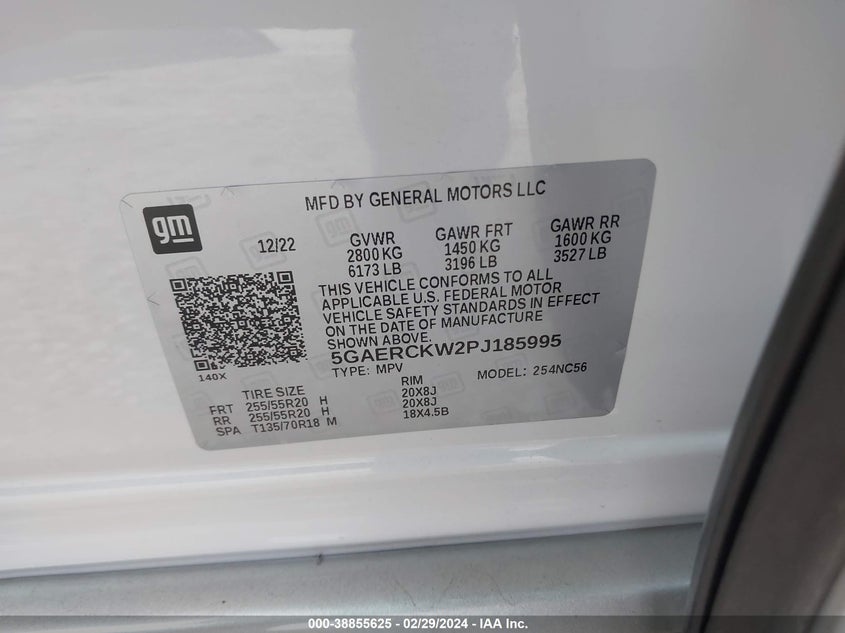 MFD BY GENERAL MOTORS LLC
gm
12/22
GVWR
2800 KG
6173 LB
GAWR FRT
1450 KG
3196 LB
GAWR RR
1600 KG
3527 LB
THIS VEHICLE CONFORMS TO ALL
APPLICABLE U.S. FEDERAL MOTOR
VEHICLE SAFETY STANDARDS IN EFFECT
ON THE DATE OF MANUFACTURE
SHOWN ABOVE.
140X
5GAERCKW2PJ185995
TYPE: MPV MODEL: 254NC56
TIRE SIZE RIM
FRT 255/55R20 H 20X8J
RR 255/55R20 H 20X8J
SPA T135/70R18 M 18X4.5B
000-38855625 - 02/29/2024 - IAAI.com